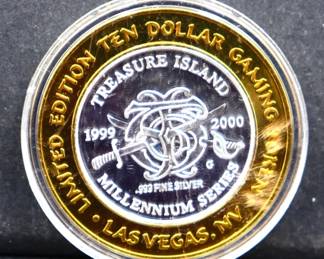 LIMITED EDITION TEN DOLLAR GAMING TOKEN
TREASURE ISLAND
1999 2000
G
.999 FINE SILVER
MILLENNIUM SERIES
• LAS VEGAS, NV